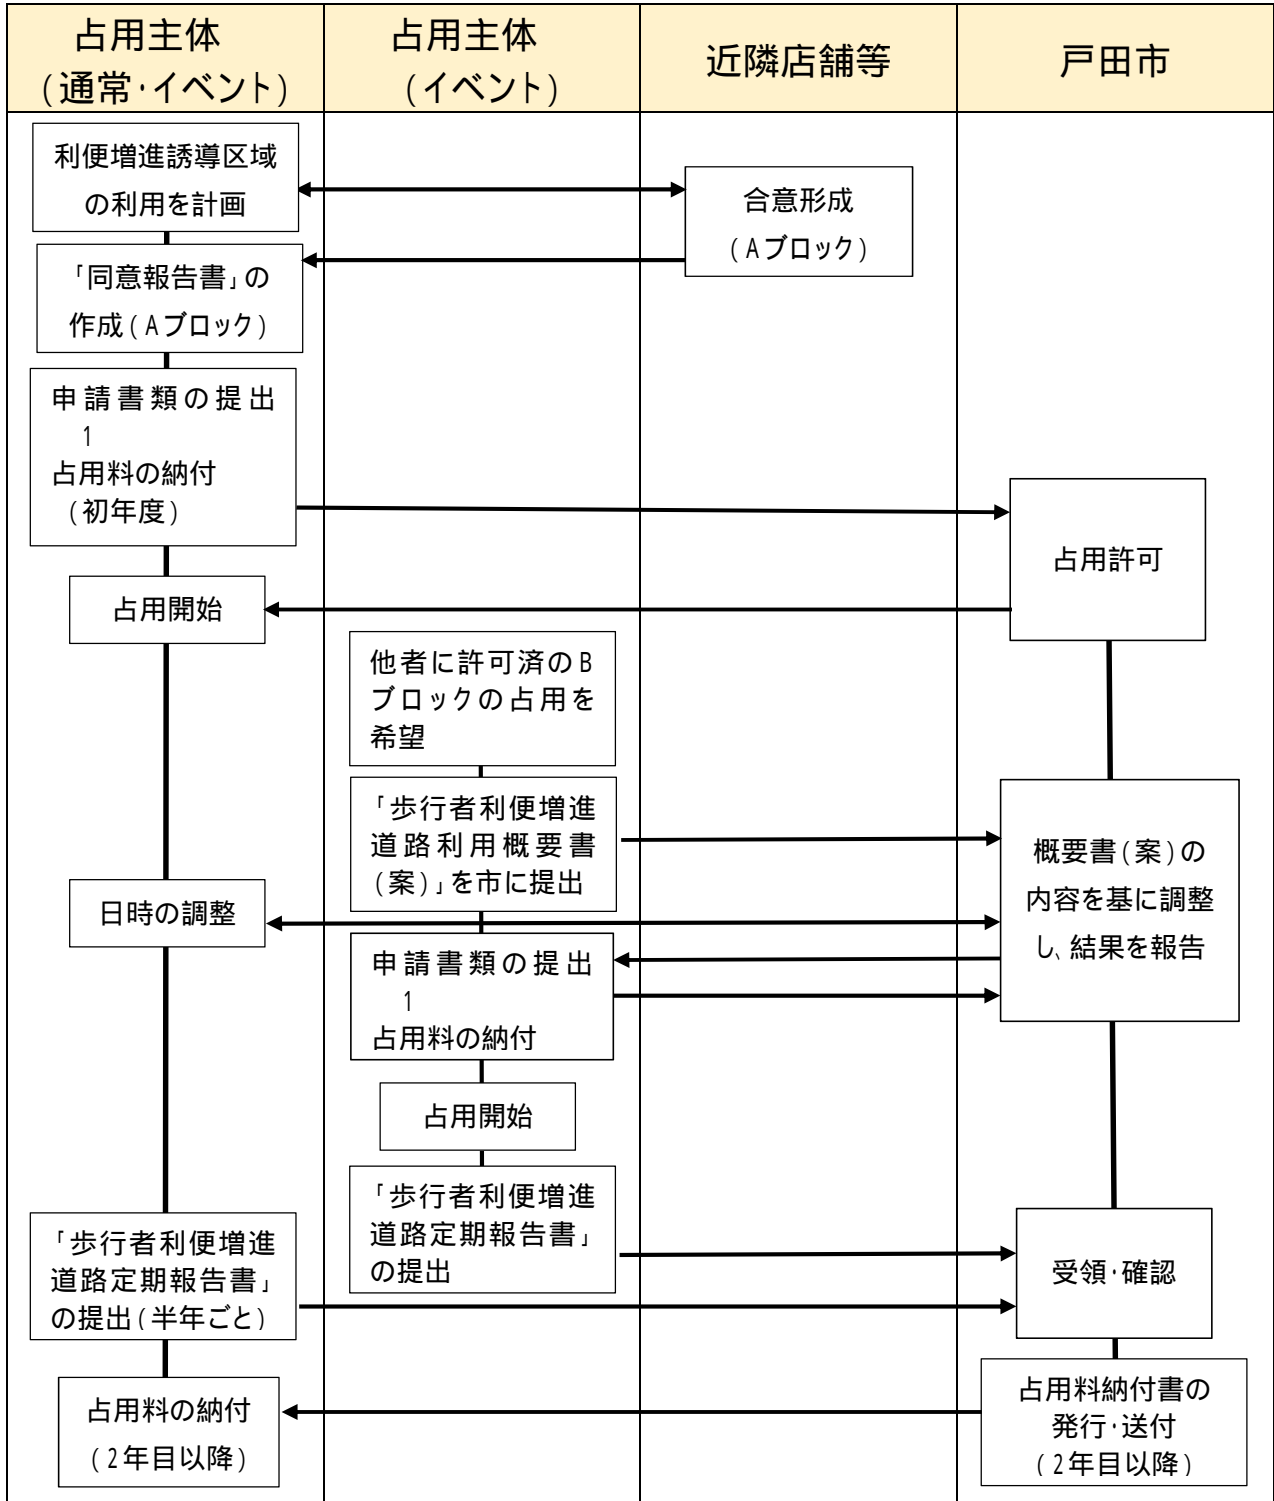 占用主体
(通常・イベント)
占用主体
(イベント)
近隣店舗等
戸田市
利便増進誘導区域
の利用を計画
合意形成
(Aブロック)
「同意報告書」の
作成(Aブロック)
申請書類の提出
1
占用料の納付
(初年度)
占用許可
占用開始
他者に許可済のB
ブロックの占用を
希望
「歩行者利便増進
道路利用概要書
(案)」を市に提出
概要書(案)の
内容を基に調整
し、結果を報告
日時の調整
申請書類の提出
1
占用料の納付
占用開始
「歩行者利便増進
道路定期報告書」
の提出
「歩行者利便増進
道路定期報告書」
の提出(半年ごと)
受領・確認
占用料の納付
(2年目以降)
占用料納付書の
発行・送付
(2年目以降)